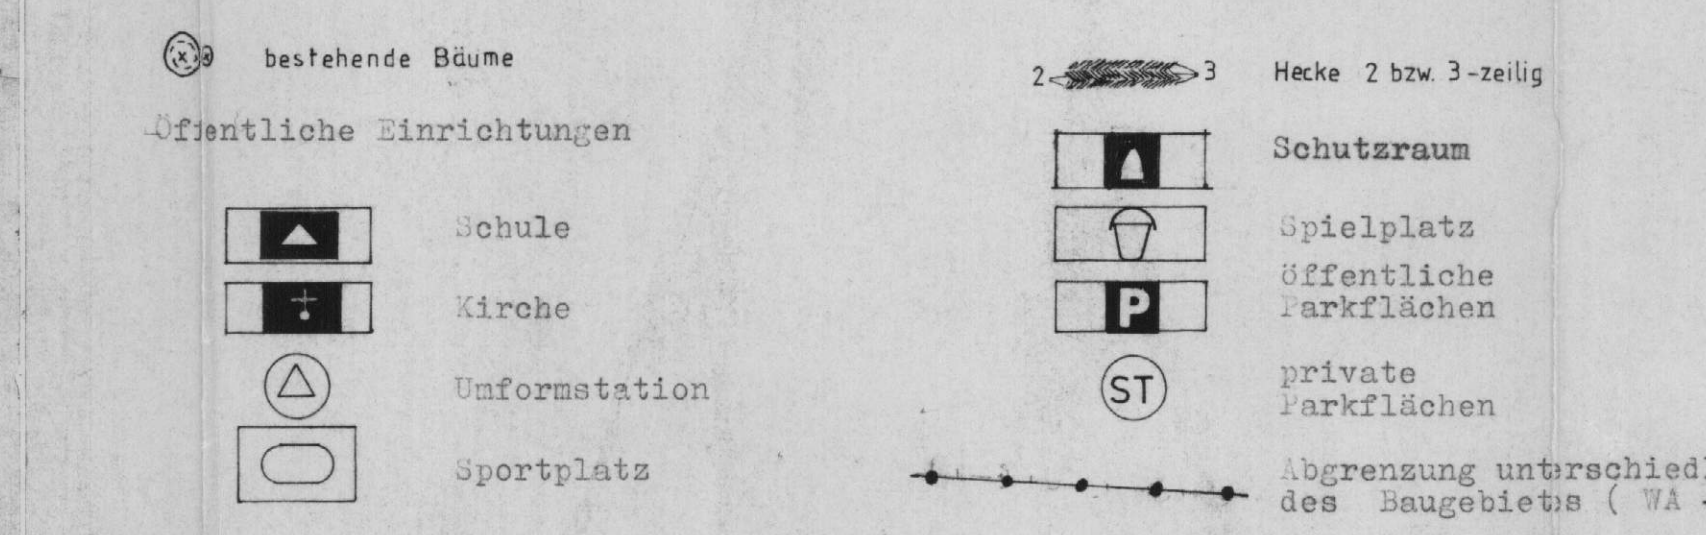 bestehende Bäume
Öffentliche Einrichtungen
Schule
Kirche
Umformstation
Sportplatz
2 3 Hecke 2 bzw. 3-zeilig
Schutzraum
Spielplatz
öffentliche
P Parkflächen
ST private
Parkflächen
Abgrenzung
des Baugebietes ( WA